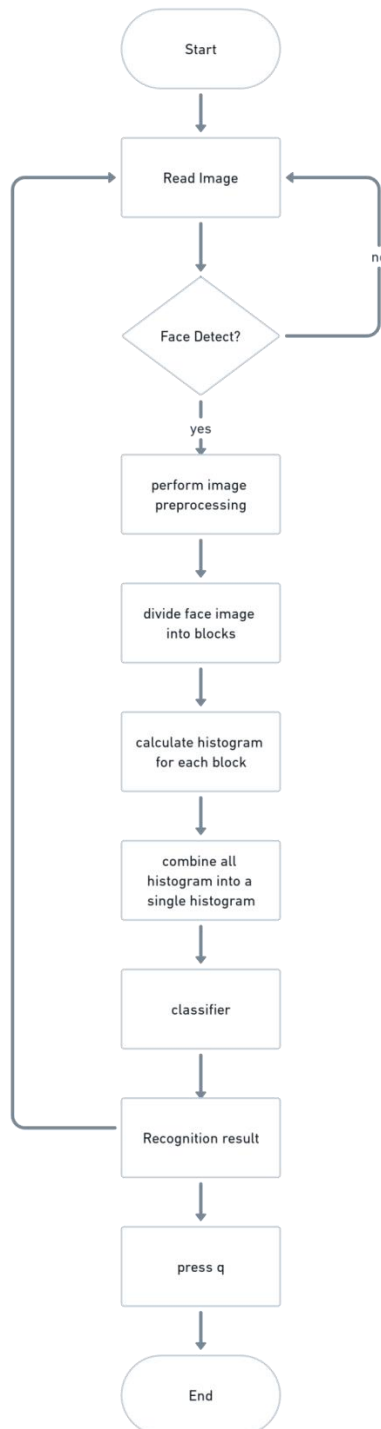 Start
Read Image
Face Detect?
yes
perform image
preprocessing
divide face image
into blocks
calculate histogram
for each block
combine all
histogram into a
single histogram
classifier
Recognition result
press q
End